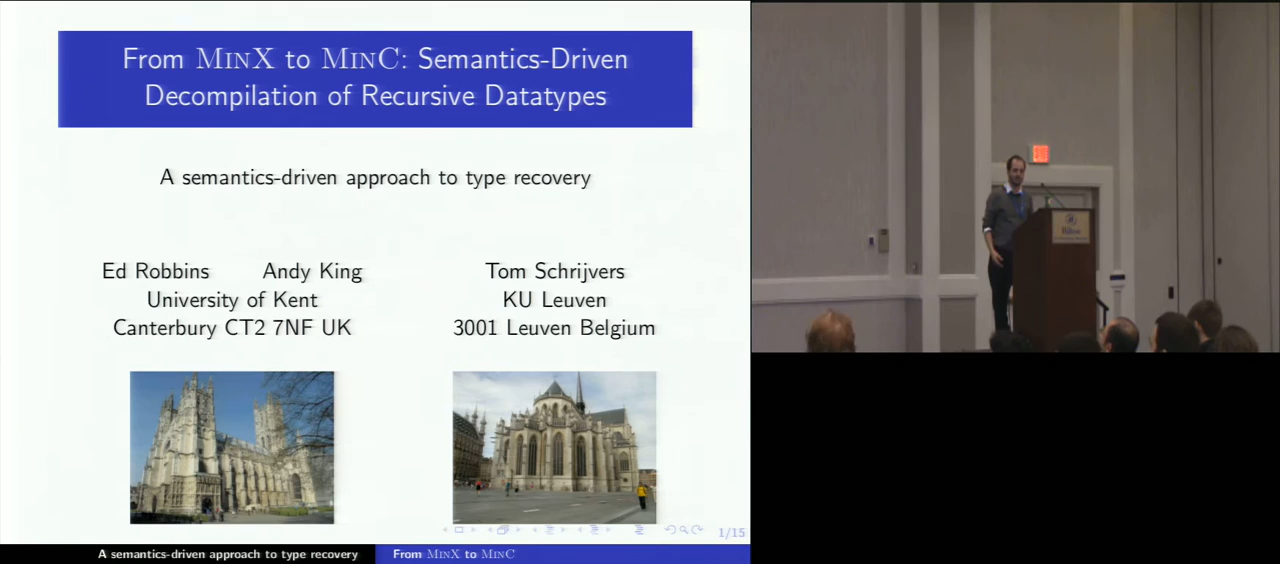 From MinX to MinC: Semantics-Driven
Decompilation of Recursive Datatypes
A semantics-driven approach to type recovery
Ed Robbins Andy King
University of Kent
Canterbury CT2 7NF UK
Tom Schrijvers
KU Leuven
3001 Leuven Belgium
1/15
A semantics-driven approach to type recovery
From MinX to MinC
Hilton